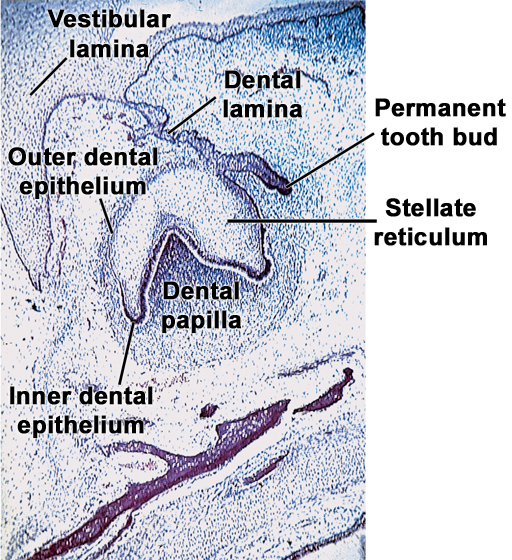 Vestibular
lamina
Dental
lamina
Permanent
tooth bud
Outer dental
epithelium
Stellate
reticulum
Dental
papilla
Inner dental
epithelium